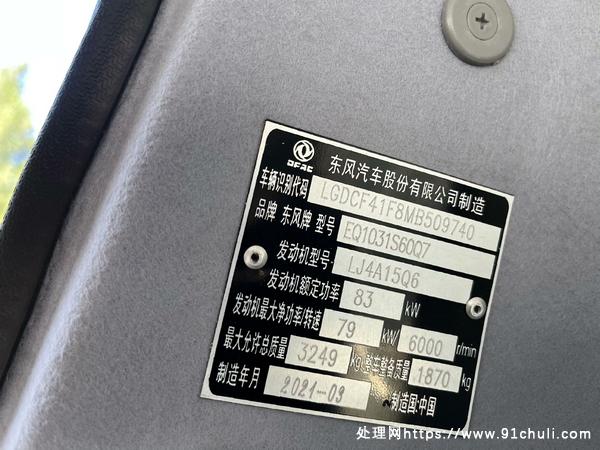 DFAC
东风汽车股份有限公司制造
车辆识别代码 LGDCF41F8MB509740
品牌 东风牌 型号 EQ1031S60Q7
发动机型号 LJ4A15Q6
发动机额定功率 83 kW
发动机最大净功率/转速 79 kW/ 6000 r/min
最大允许总质量 3249 kg 整车整备质量 1870 kg
制造年月 2021-03 制造国:中国
处理网https://www.91chuli.com/